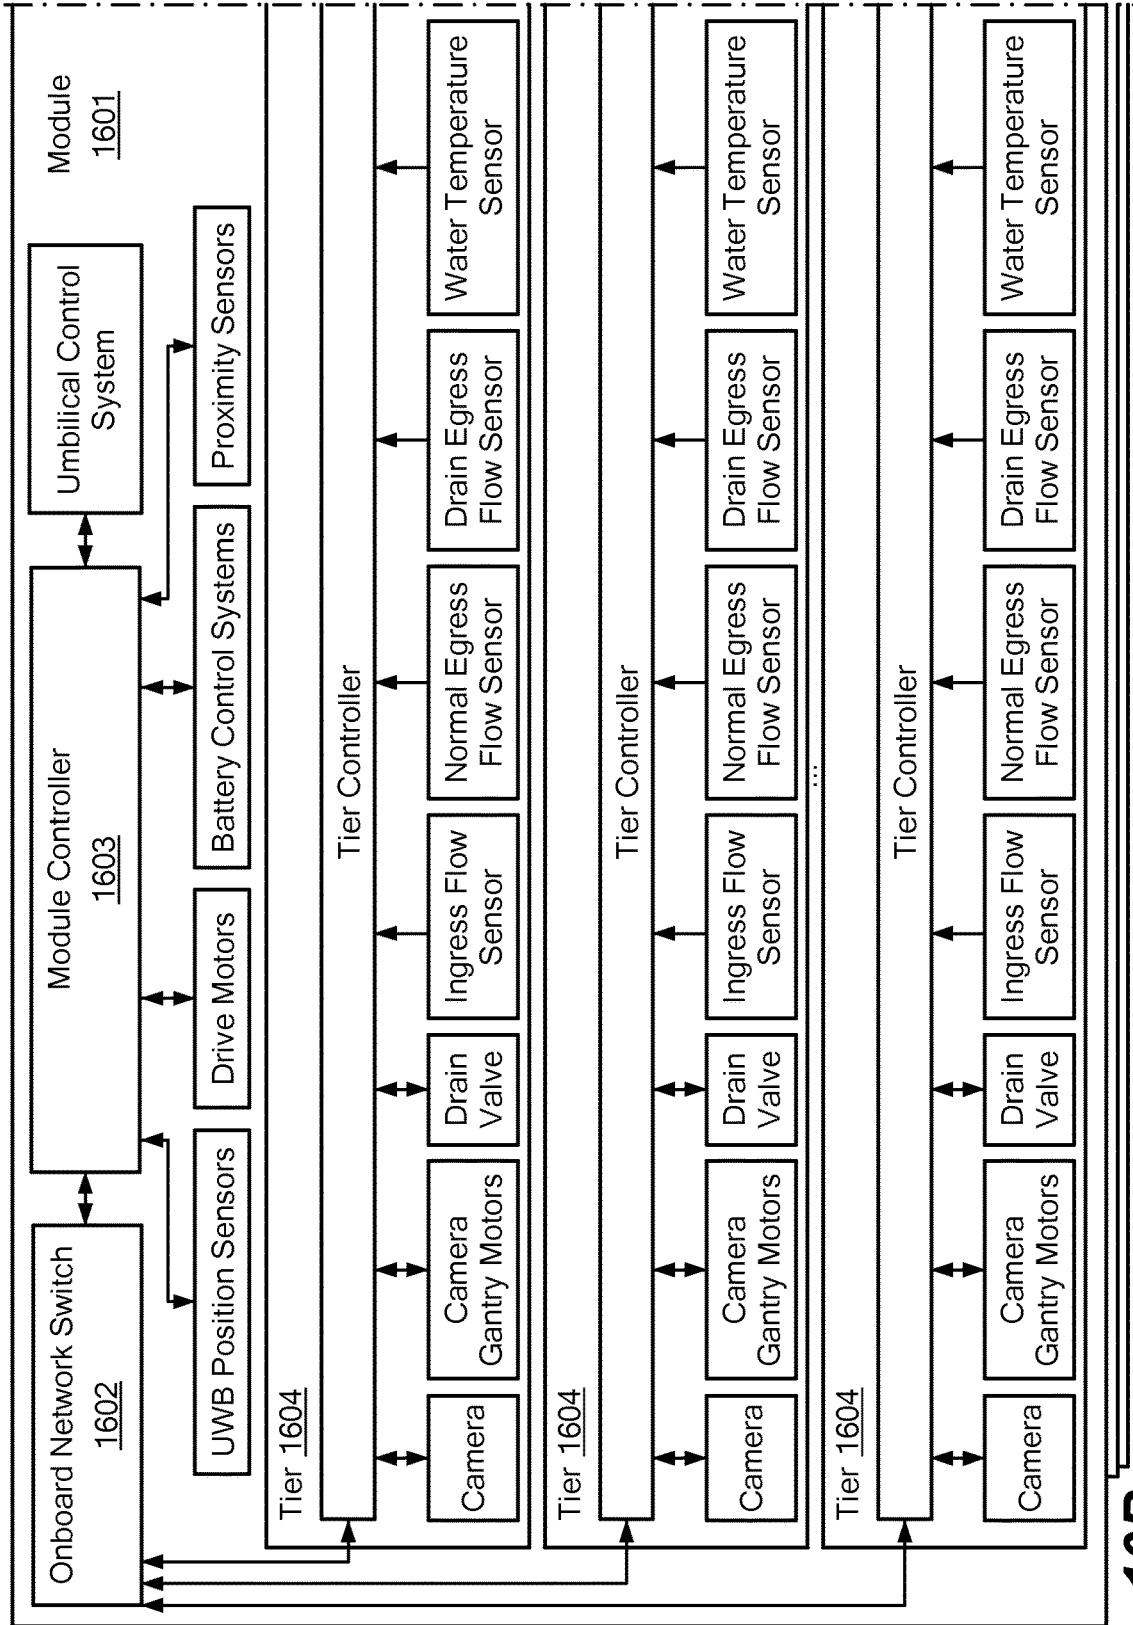 Module
1601
Onboard Network Switch
1602
Module Controller
1603
Umbilical Control
System
UWB Position Sensors
Drive Motors
Battery Control Systems
Proximity Sensors
Tier 1604
Tier Controller
Camera
Camera
Gantry Motors
Drain
Valve
Ingress Flow
Sensor
Normal Egress
Flow Sensor
Drain Egress
Flow Sensor
Water Temperature
Sensor
Tier 1604
Tier Controller
Camera
Camera
Gantry Motors
Drain
Valve
Ingress Flow
Sensor
Normal Egress
Flow Sensor
Drain Egress
Flow Sensor
Water Temperature
Sensor
...
Tier 1604
Tier Controller
Camera
Camera
Gantry Motors
Drain
Valve
Ingress Flow
Sensor
Normal Egress
Flow Sensor
Drain Egress
Flow Sensor
Water Temperature
Sensor